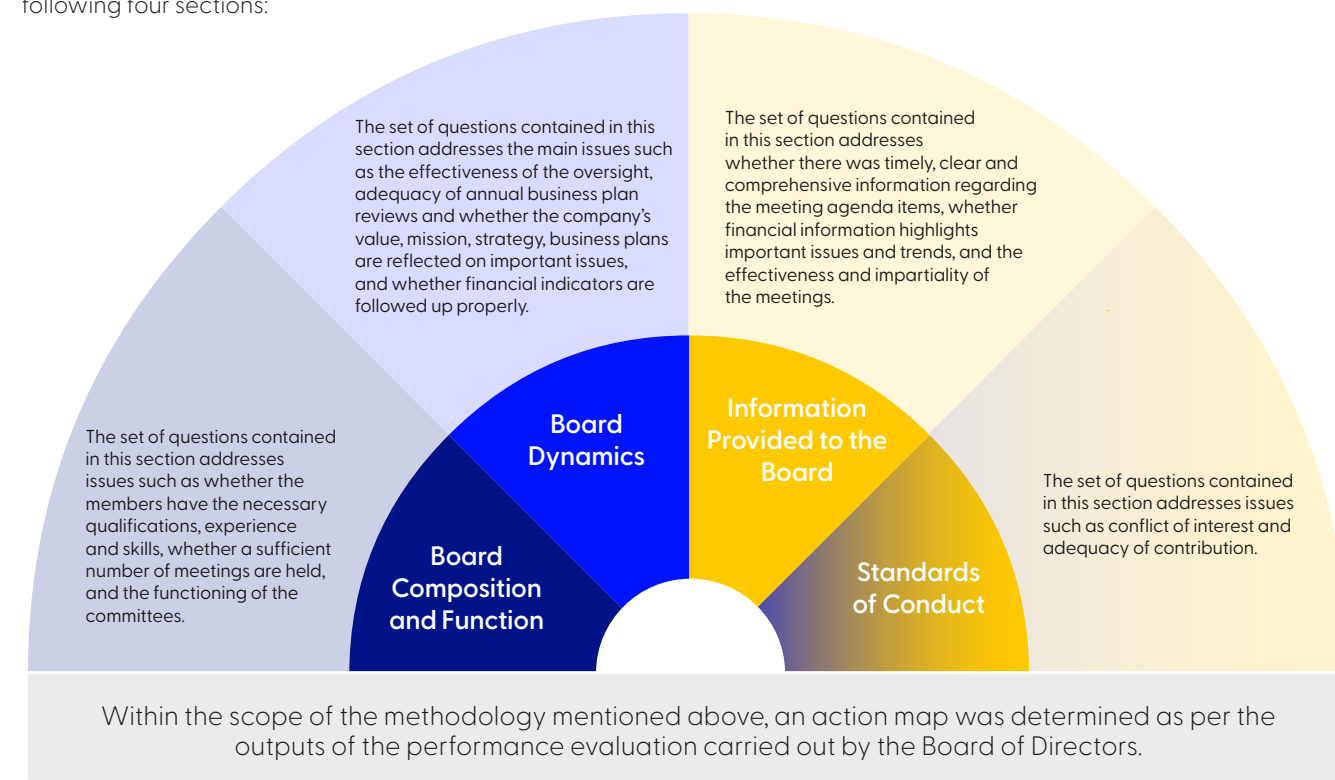 following four sections:
The set of questions contained in this
section addresses the main issues such
as the effectiveness of the oversight,
adequacy of annual business plan
reviews and whether the company's
value, mission, strategy, business plans
are reflected on important issues,
and whether financial indicators are
followed up properly.
The set of questions contained
in this section addresses
whether there was timely, clear and
comprehensive information regarding
the meeting agenda items, whether
financial information highlights
important issues and trends, and the
effectiveness and impartiality of
the meetings.
The set of questions contained
in this section addresses
issues such as whether the
members have the necessary
qualifications, experience
and skills, whether a sufficient
number of meetings are held,
and the functioning of the
committees.
Board
Composition
and Function
Board
Dynamics
Information
Provided to the
Board
Standards
of Conduct
The set of questions contained
in this section addresses issues
such as conflict of interest and
adequacy of contribution.
Within the scope of the methodology mentioned above, an action map was determined as per the
outputs of the performance evaluation carried out by the Board of Directors.